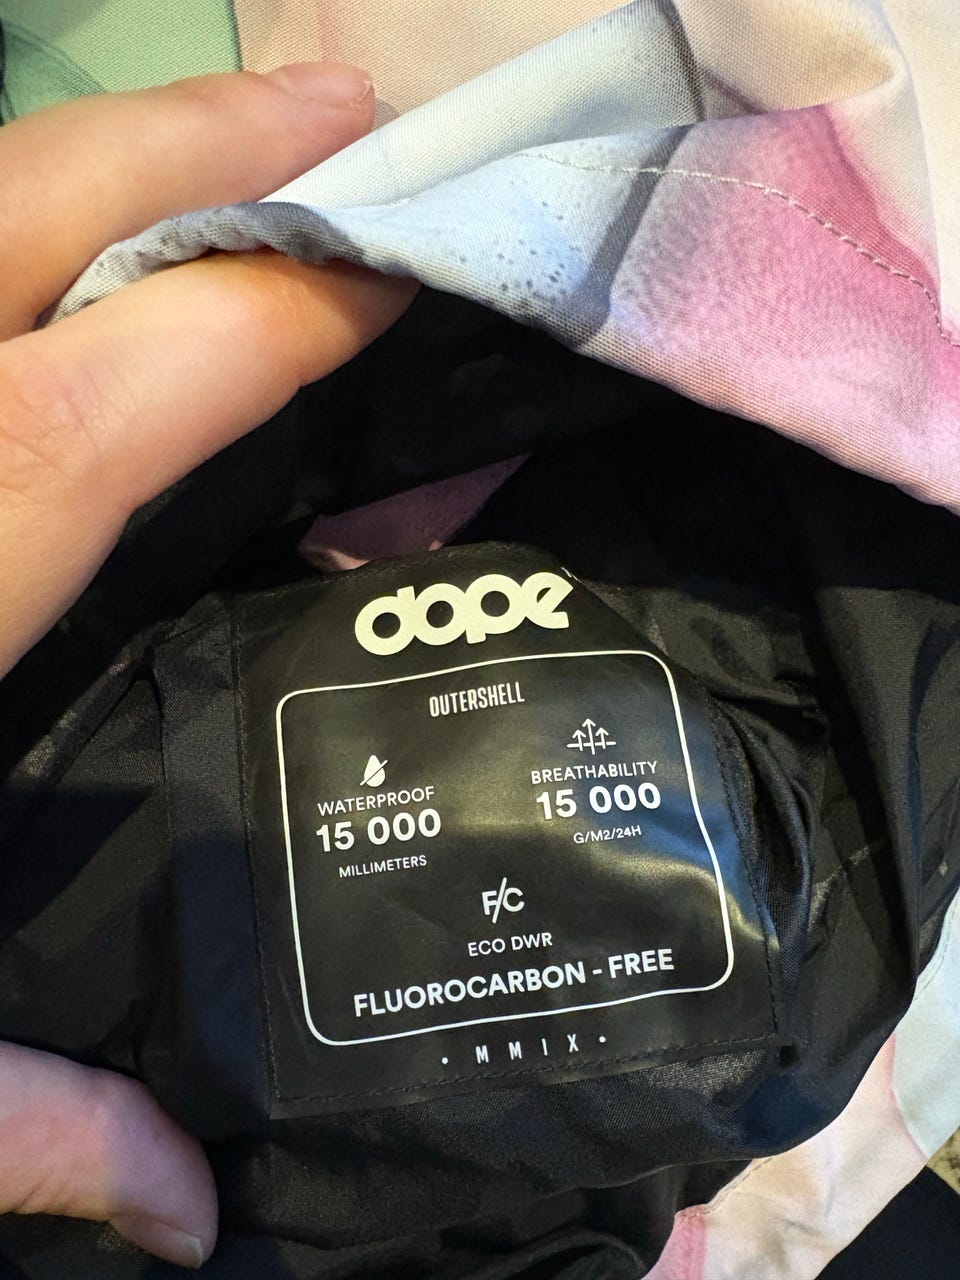 dope
OUTERSHELL
WATERPROOF
15 000
MILLIMETERS
BREATHABILITY
15 000
G/M2/24H
F/C
ECO DWR
FLUOROCARBON - FREE
• M M I X •